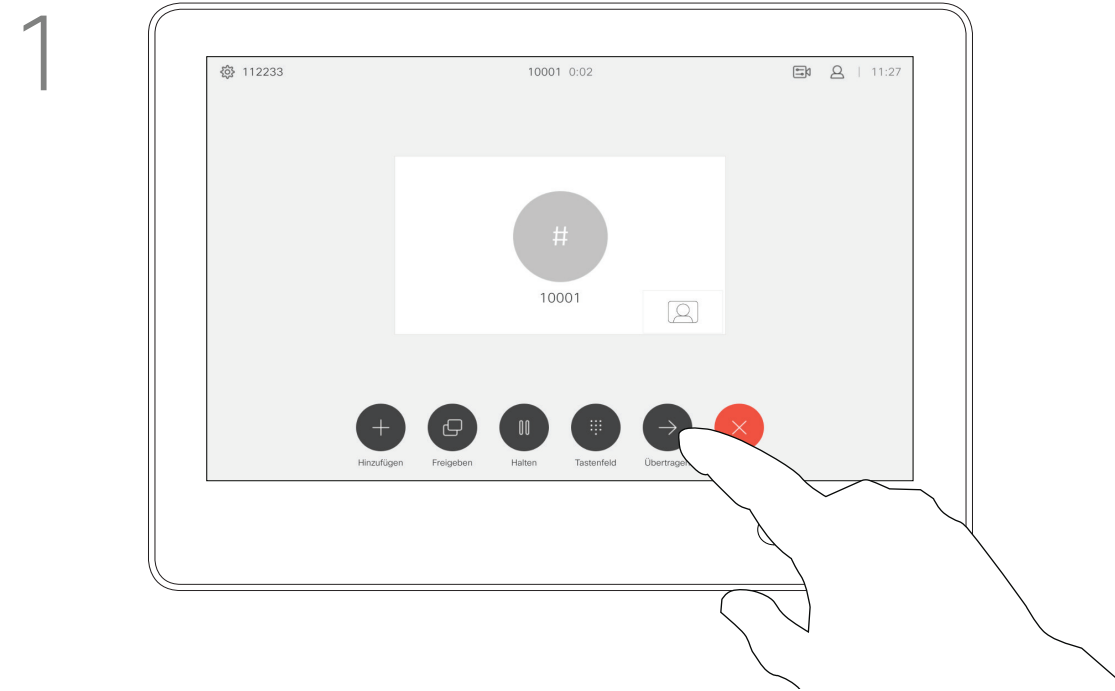 1
112233
10001 0:02
11:27
#
10001
Hinzufügen
Freigeben
Halten
Tastenfeld
Übertragen